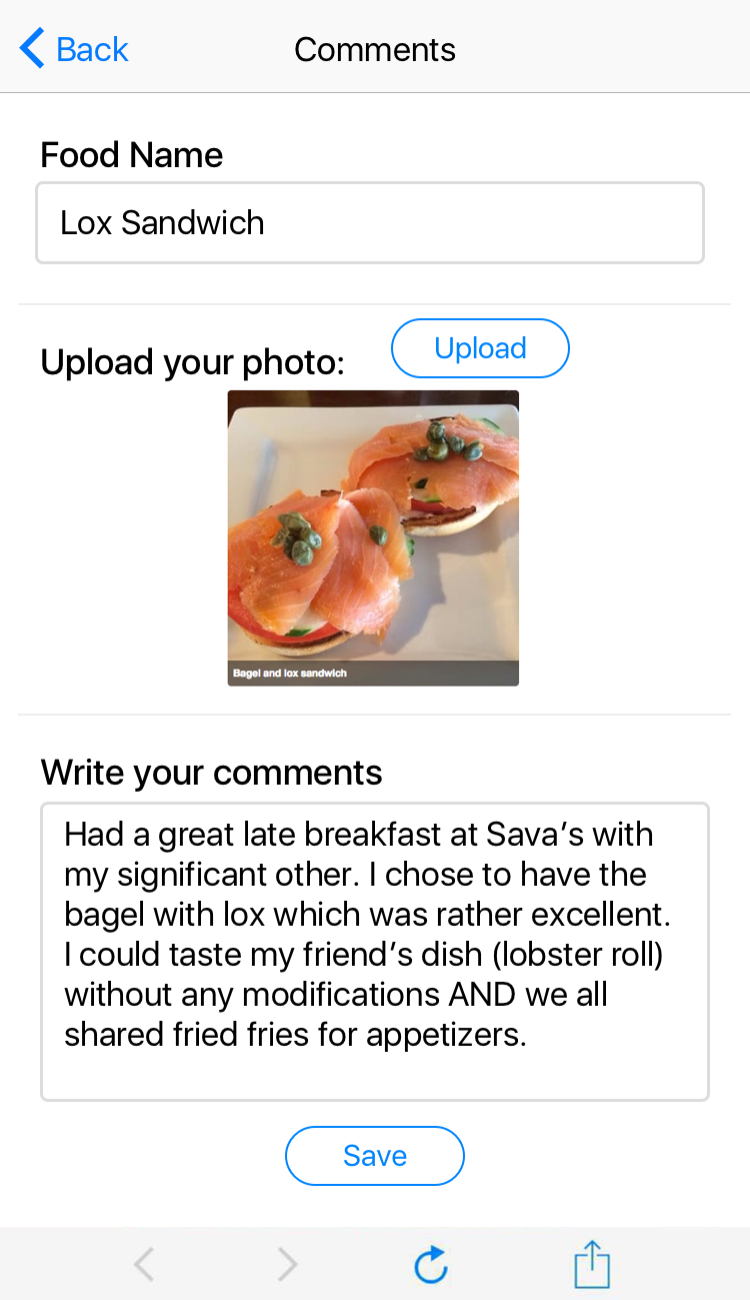 Back
Comments
Food Name
Lox Sandwich
Upload your photo:
Upload
Bagel and lox sandwich
Write your comments
Had a great late breakfast at Sava’s with
my significant other. I chose to have the
bagel with lox which was rather excellent.
I could taste my friend’s dish (lobster roll)
without any modifications AND we all
shared fried fries for appetizers.
Save